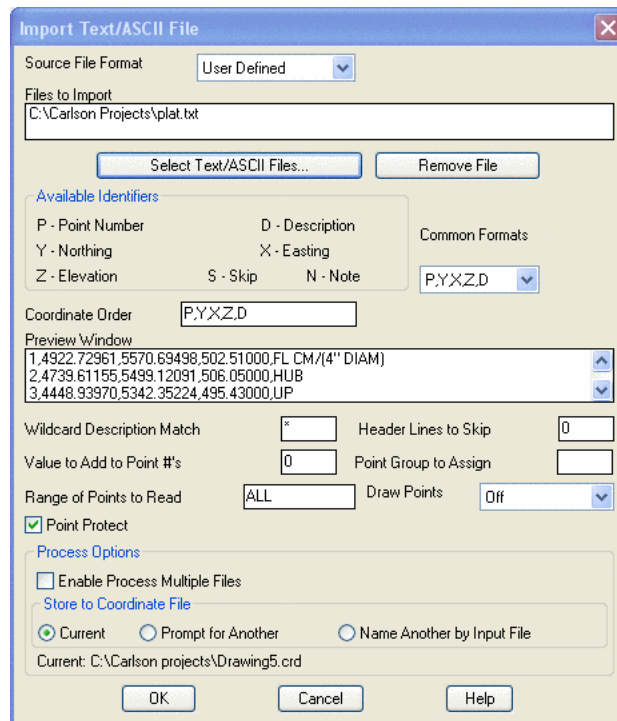 Import Text/ASCII File
Source File Format User Defined
Files to Import
C:\Carlson Projects\plat.txt
Select Text/ASCII Files... Remove File
Available Identifiers
P - Point Number D - Description
Y - Northing X - Easting
Z - Elevation S - Skip N - Note
Common Formats
P,Y,X,Z,D
Coordinate Order P,Y,X,Z,D
Preview Window
1,4922.72961,5570.69498,502.51000,FL CM/(4" DIAM)
2,4739.61155,5499.12091,506.05000,HUB
3,4448.93970,5342.35224,495.43000,UP
Wildcard Description Match * Header Lines to Skip 0
Value to Add to Point #'s 0 Point Group to Assign
Range of Points to Read ALL Draw Points Off
Point Protect
Process Options
Enable Process Multiple Files
Store to Coordinate File
Current Prompt for Another Name Another by Input File
Current: C:\Carlson projects\Drawing5.crd
OK Cancel Help